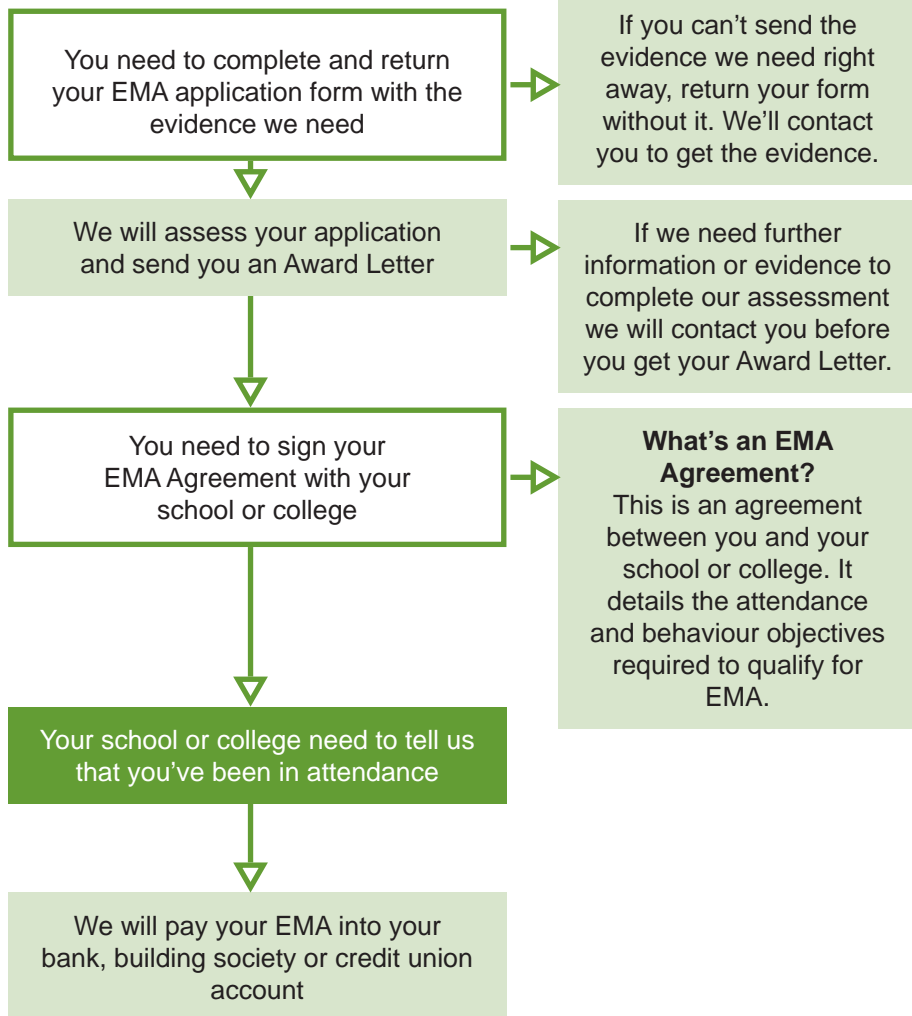 You need to complete and return
your EMA application form with the
evidence we need
If you can't send the
evidence we need right
away, return your form
without it. We'll contact
you to get the evidence.
We will assess your application
and send you an Award Letter
If we need further
information or evidence to
complete our assessment
we will contact you before
you get your Award Letter.
You need to sign your
EMA Agreement with your
school or college
What's an EMA
Agreement?
This is an agreement
between you and your
school or college. It
details the attendance
and behaviour objectives
required to qualify for
EMA.
Your school or college need to tell us
that you've been in attendance
We will pay your EMA into your
bank, building society or credit union
account